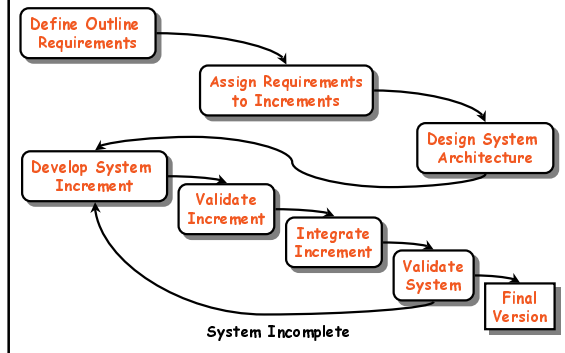 Define Outline
Requirements
Assign Requirements
to Increments
Design System
Architecture
Develop System
Increment
Validate
Increment
Integrate
Increment
Validate
System
Final
Version
System Incomplete